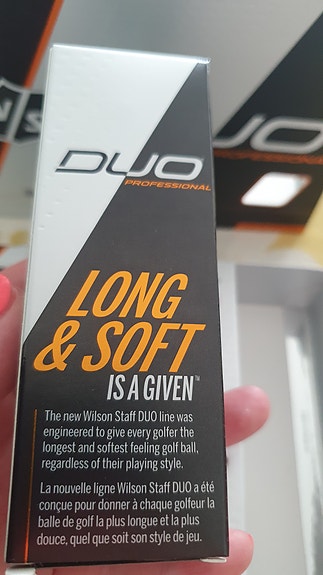 DUO
PROFESSIONAL
LONG
& SOFT
IS A GIVEN™
The new Wilson Staff DUO line was
engineered to give every golfer the
longest and softest feeling golf ball,
regardless of their playing style.
La nouvelle ligne Wilson Staff DUO a été
conçue pour donner à chaque golfeur la
balle de golf la plus longue et la plus
douce, quel que soit son style de jeu.